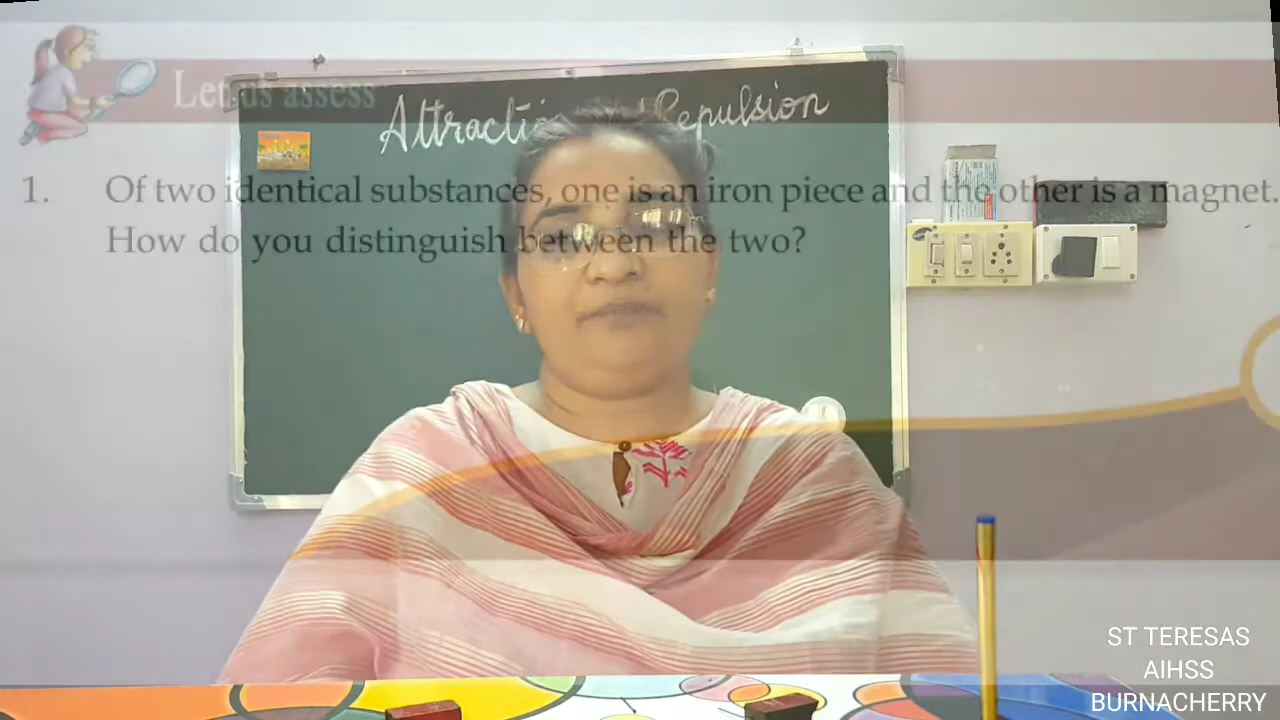 Let us assess
Attraction and Repulsion
1. Of two identical substances, one is an iron piece and the other is a magnet.
How do you distinguish between the two?
ST TERESAS
AIHSS
BURNACHERRY